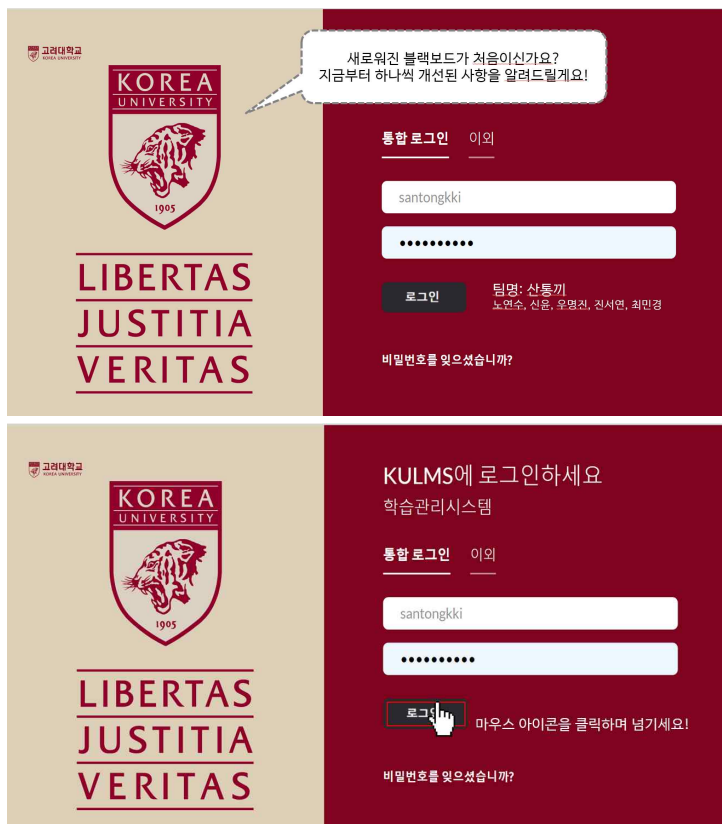 고려대학교
KOREA UNIVERSITY
KOREA
UNIVERSITY
1905
LIBERTAS
JUSTITIA
VERITAS
새로워진 블랙보드가 처음이신가요?
지금부터 하나씩 개선된 사항을 알려드릴게요!
통합 로그인 이외
santongkki
••••••••••
로그인
팀명: 산통끼
노연수, 신윤, 우명진, 진서연, 최민경
비밀번호를 잊으셨습니까?
고려대학교
KOREA UNIVERSITY
KOREA
UNIVERSITY
1905
LIBERTAS
JUSTITIA
VERITAS
KULMS에 로그인하세요
학습관리시스템
통합 로그인 이외
santongkki
••••••••••
로그인
마우스 아이콘을 클릭하며 넘기세요!
비밀번호를 잊으셨습니까?